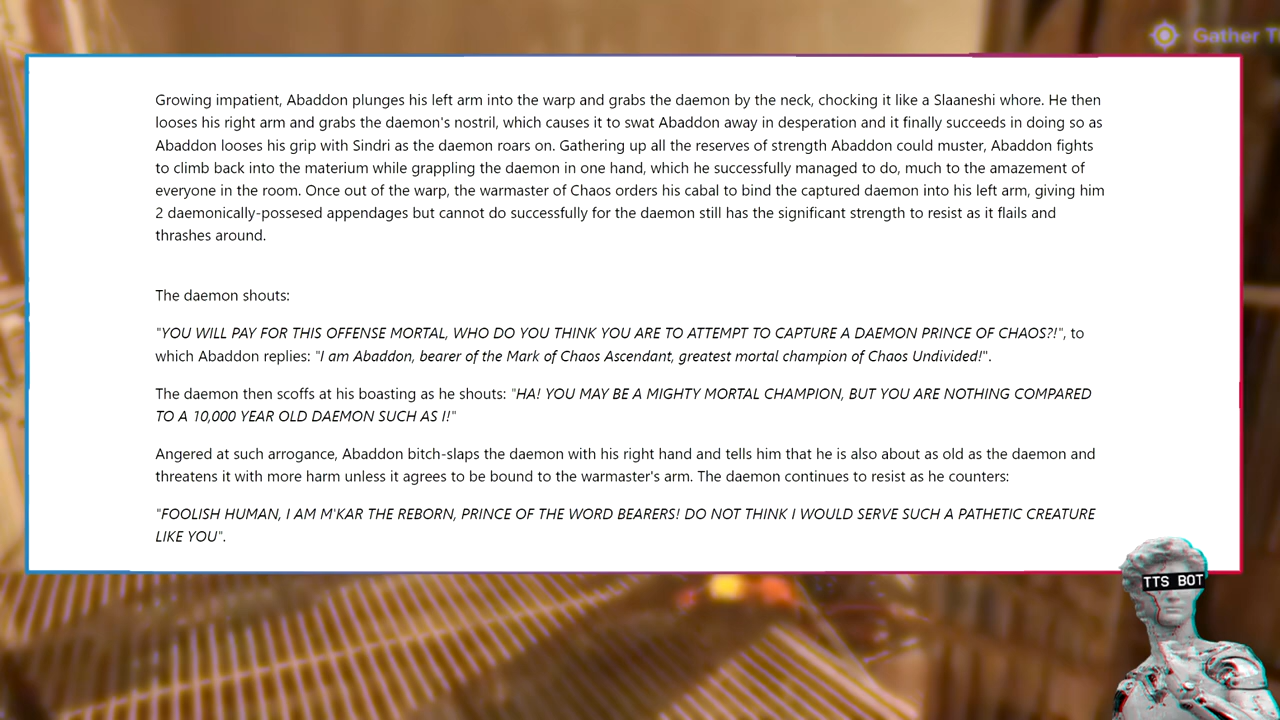 Gather T
Growing impatient, Abaddon plunges his left arm into the warp and grabs the daemon by the neck, chocking it like a Slaaneshi whore. He then
looses his right arm and grabs the daemon's nostril, which causes it to swat Abaddon away in desperation and it finally succeeds in doing so as
Abaddon looses his grip with Sindri as the daemon roars on. Gathering up all the reserves of strength Abaddon could muster, Abaddon fights
to climb back into the materium while grappling the daemon in one hand, which he successfully managed to do, much to the amazement of
everyone in the room. Once out of the warp, the warmaster of Chaos orders his cabal to bind the captured daemon into his left arm, giving him
2 daemonically-possesed appendages but cannot do successfully for the daemon still has the significant strength to resist as it flails and
thrashes around.
The daemon shouts:
"YOU WILL PAY FOR THIS OFFENSE MORTAL, WHO DO YOU THINK YOU ARE TO ATTEMPT TO CAPTURE A DAEMON PRINCE OF CHAOS?!", to
which Abaddon replies: "I am Abaddon, bearer of the Mark of Chaos Ascendant, greatest mortal champion of Chaos Undivided!".
The daemon then scoffs at his boasting as he shouts: "HA! YOU MAY BE A MIGHTY MORTAL CHAMPION, BUT YOU ARE NOTHING COMPARED
TO A 10,000 YEAR OLD DAEMON SUCH AS I!"
Angered at such arrogance, Abaddon bitch-slaps the daemon with his right hand and tells him that he is also about as old as the daemon and
threatens it with more harm unless it agrees to be bound to the warmaster's arm. The daemon continues to resist as he counters:
"FOOLISH HUMAN, I AM M'KAR THE REBORN, PRINCE OF THE WORD BEARERS! DO NOT THINK I WOULD SERVE SUCH A PATHETIC CREATURE
LIKE YOU".
TTS BOT